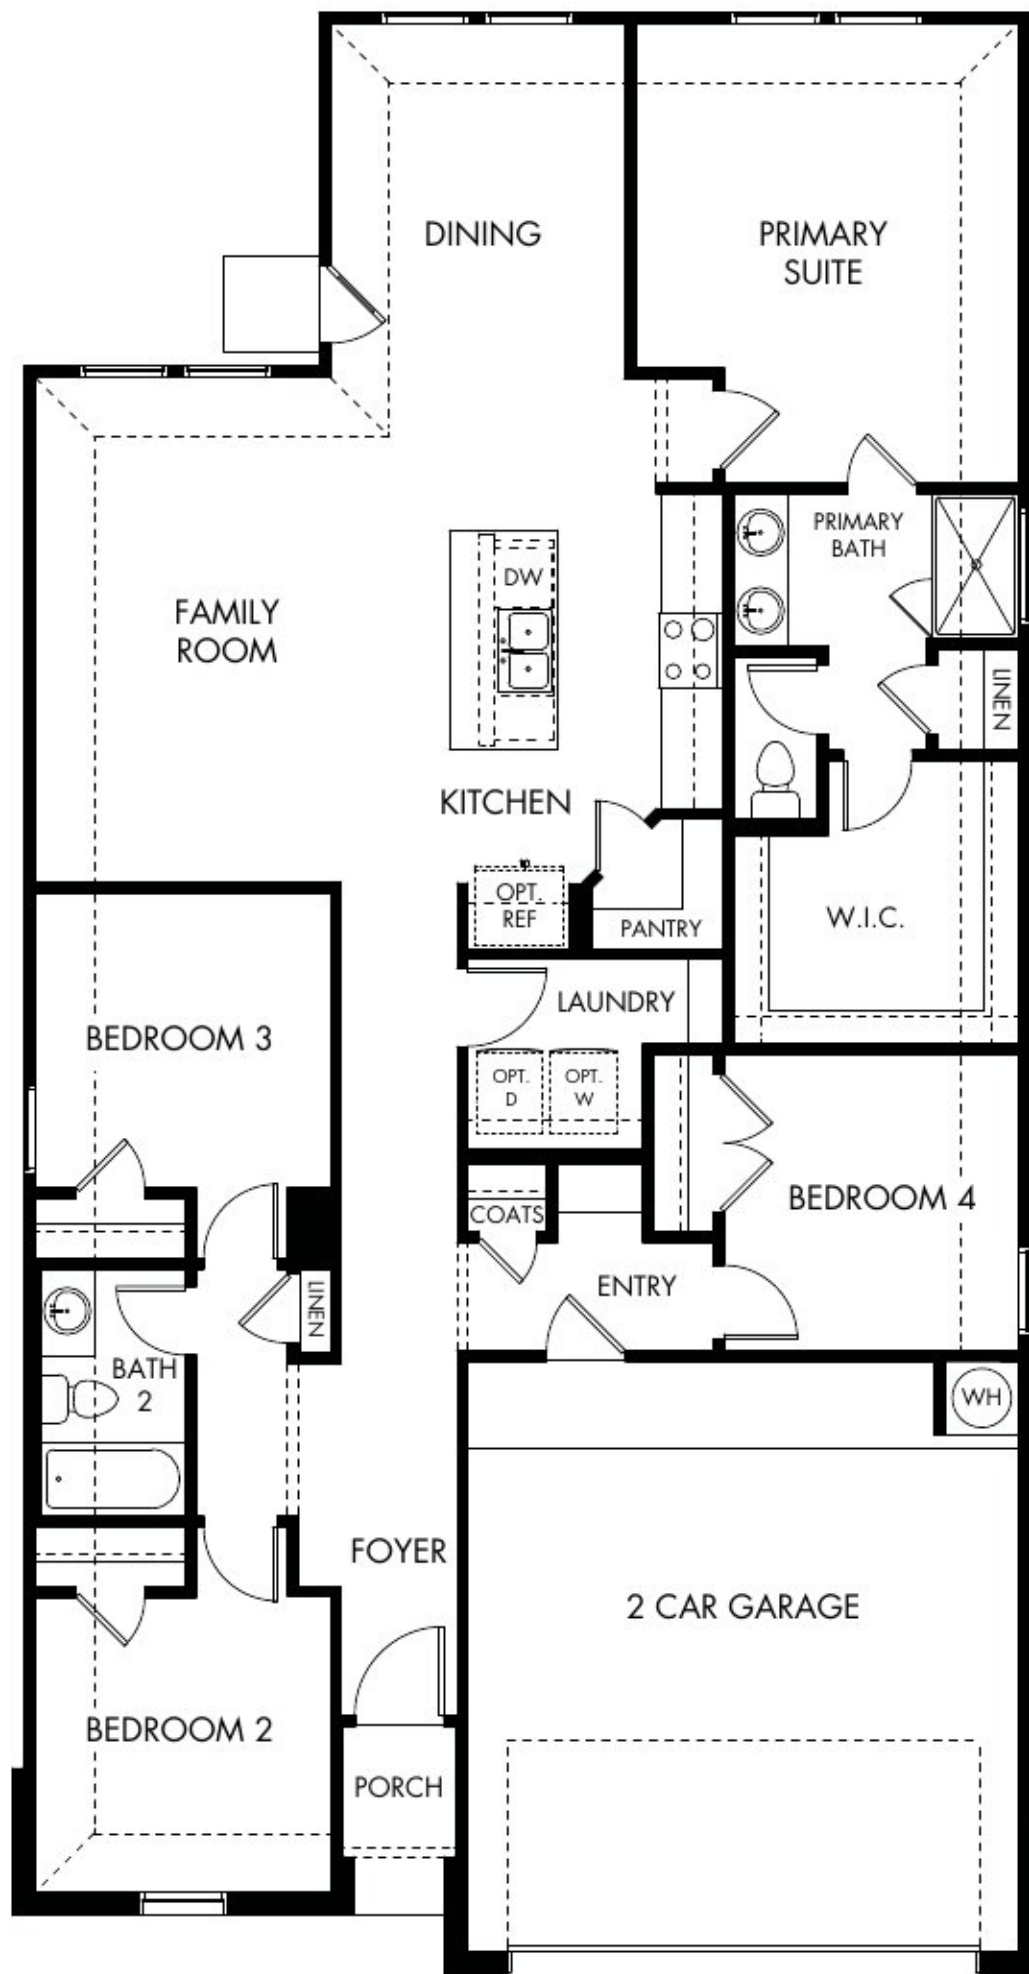 DINING
PRIMARY
SUITE
PRIMARY
BATH
DW
FAMILY
ROOM
LINEN
KITCHEN
OPT.
REF
PANTRY
W.I.C.
LAUNDRY
BEDROOM 3
OPT.
D
OPT.
W
BEDROOM 4
COATS
ENTRY
LINEN
BATH
2
WH
FOYER
2 CAR GARAGE
BEDROOM 2
PORCH